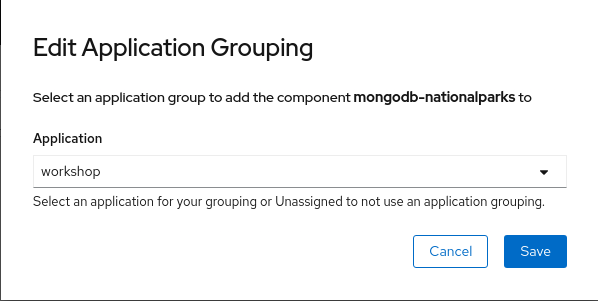 Edit Application Grouping
Select an application group to add the component mongodb-nationalparks to
Application
workshop
Select an application for your grouping or Unassigned to not use an application grouping.
Cancel
Save